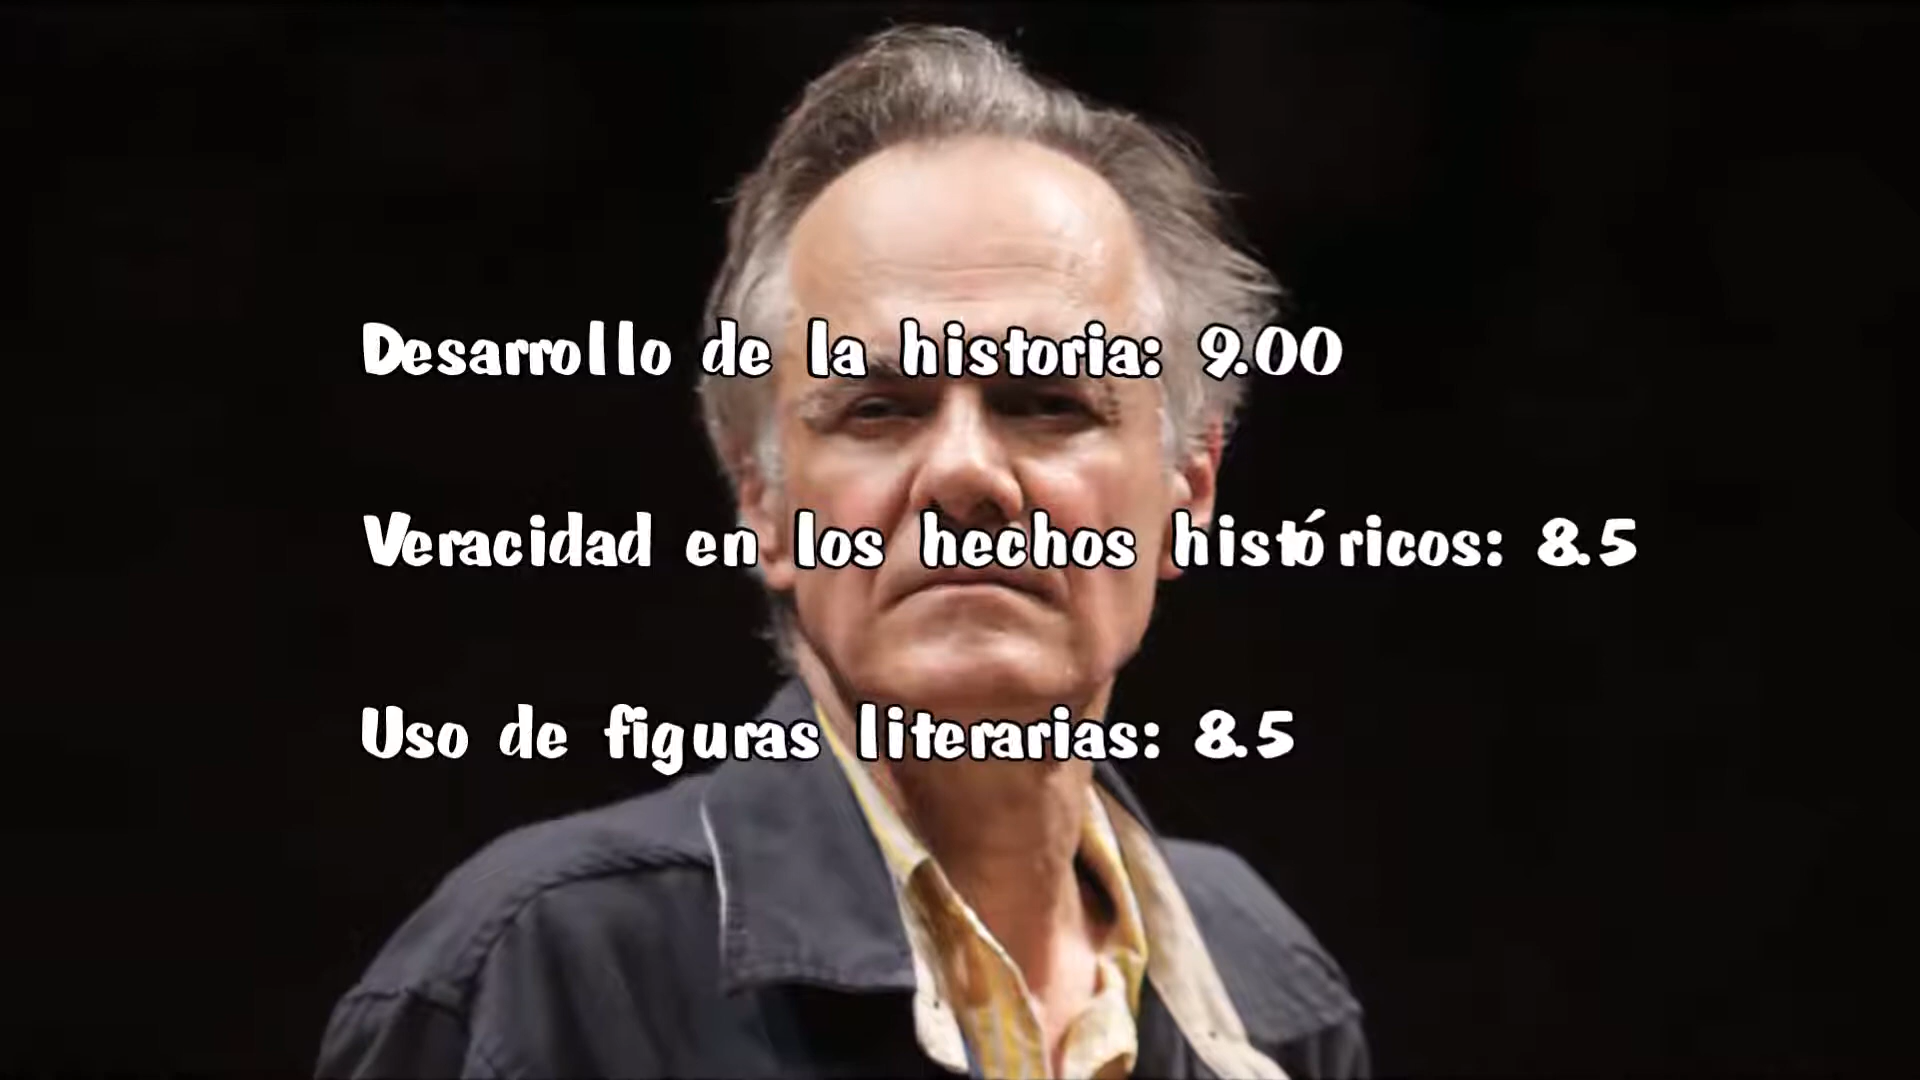 Desarrollo de la historia: 9.00
Veracidad en los hechos históricos: 8.5
Uso de figuras literarias: 8.5